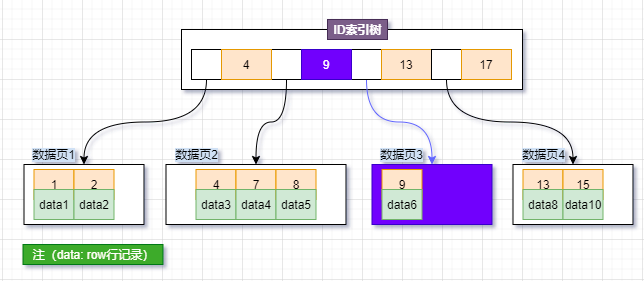 ID索引树
4 9 13 17
数据页1 数据页2 数据页3 数据页4
1 2 4 7 8 9 13 15
data1 data2 data3 data4 data5 data6 data8 data10
注（data: row行记录）